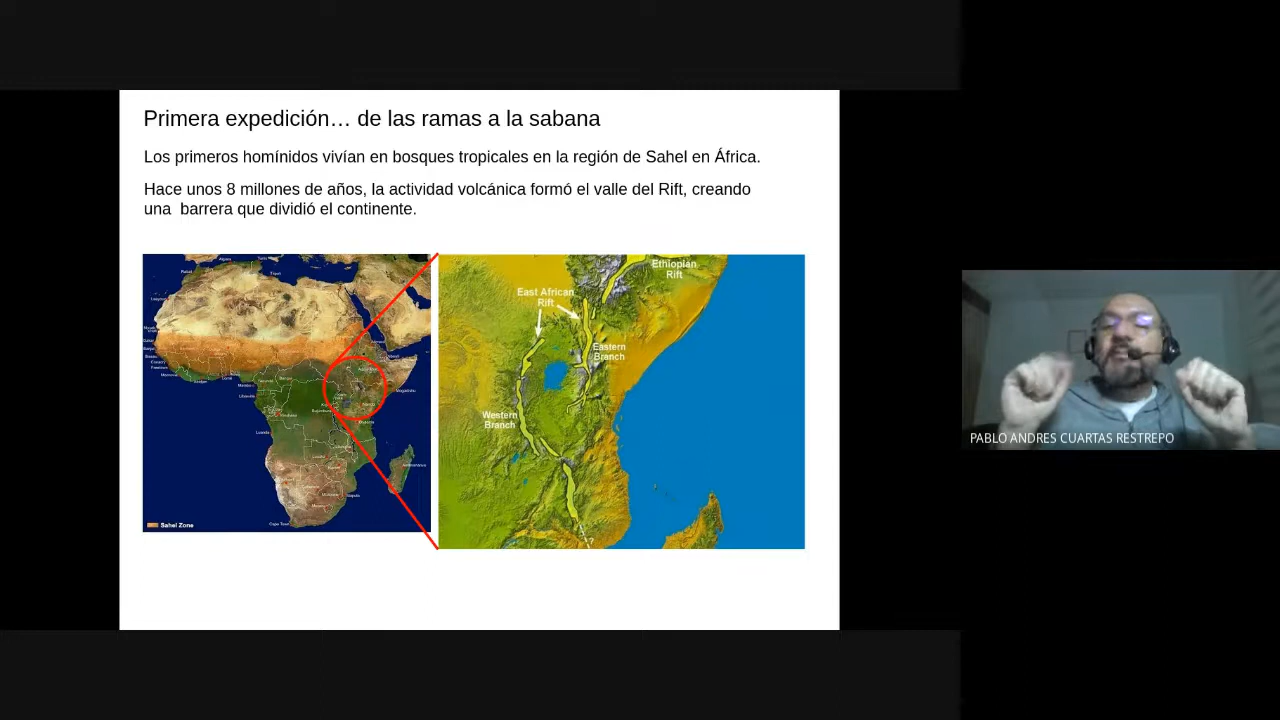 Primera expedición… de las ramas a la sabana
Los primeros homínidos vivían en bosques tropicales en la región de Sahel en África.
Hace unos 8 millones de años, la actividad volcánica formó el valle del Rift, creando
una  barrera que dividió el continente.
Ethiopian
Rift
East African
Rift
Eastern
Branch
Western
Branch
?
Sahel Zone
PABLO ANDRES CUARTAS RESTREPO